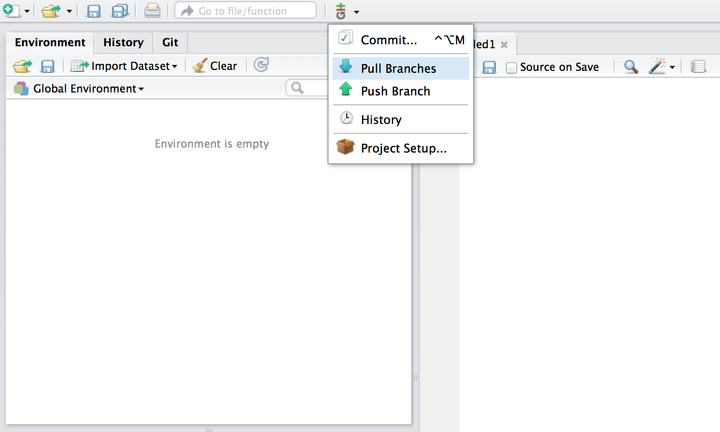 Go to file/function
Environment History Git
Import Dataset Clear
Global Environment
Environment is empty
Commit... ^⌥M
Pull Branches
Push Branch
History
Project Setup...
led1
Source on Save